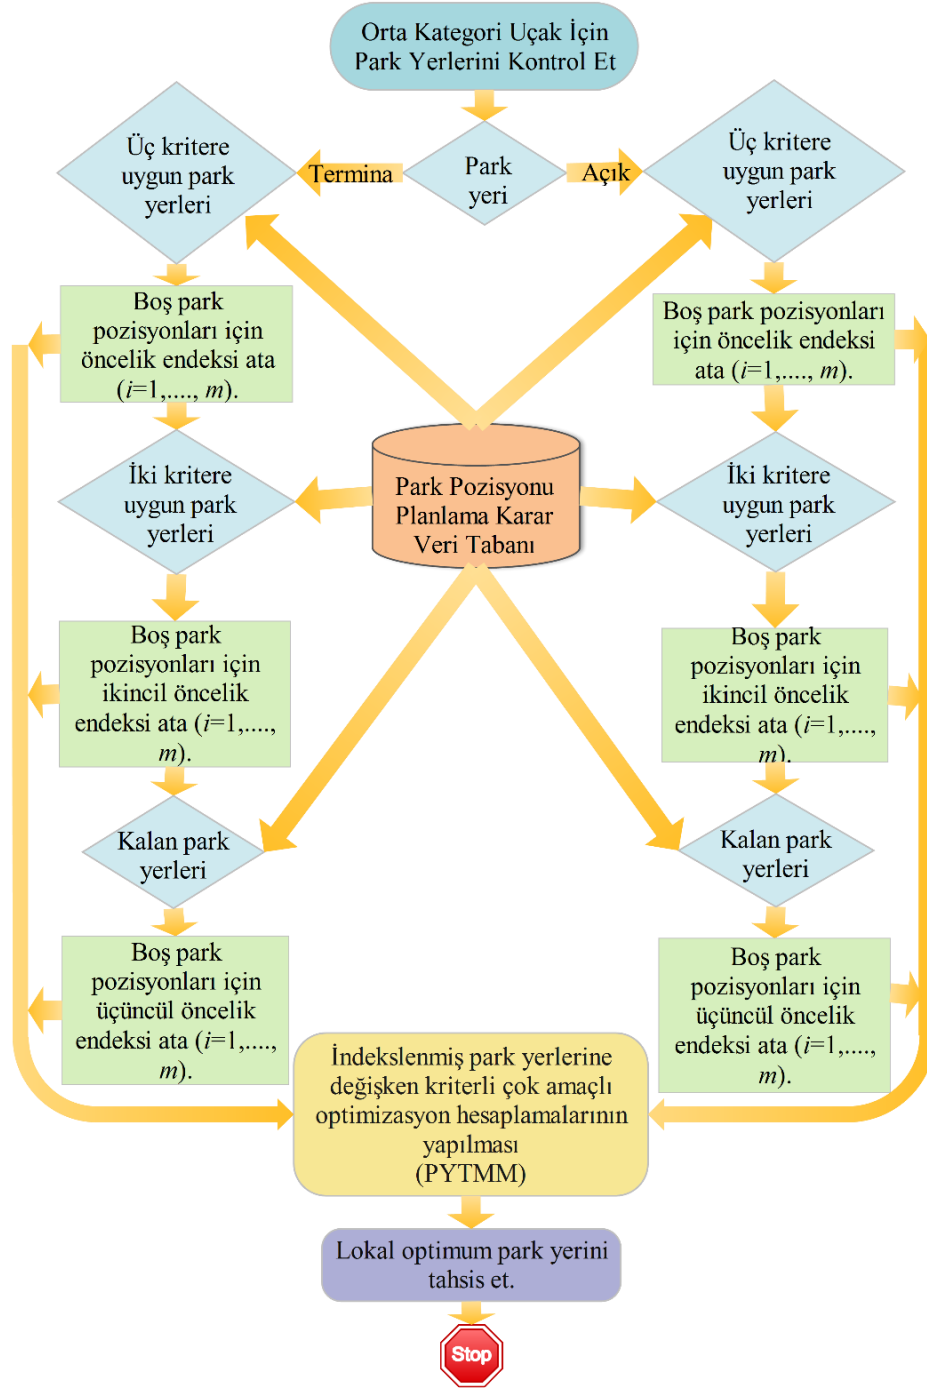 Orta Kategori Uçak İçin
Park Yerlerini Kontrol Et
Üç kritere
uygun park
yerleri
Termina
Park
yeri
Açık
Üç kritere
uygun park
yerleri
Boş park
pozisyonları için
öncelik endeksi ata
(i=1,...., m).
Boş park pozisyonları
için öncelik endeksi
ata (i=1,...., m).
İki kritere
uygun park
yerleri
Park Pozisyonu
Planlama Karar
Veri Tabanı
İki kritere
uygun park
yerleri
Boş park
pozisyonları için
ikincil öncelik
endeksi ata (i=1,....,
m).
Boş park
pozisyonları için
ikincil öncelik
endeksi ata (i=1,....,
m).
Kalan park
yerleri
Kalan park
yerleri
Boş park
pozisyonları için
üçüncül öncelik
endeksi ata (i=1,....,
m).
Boş park
pozisyonları için
üçüncül öncelik
endeksi ata (i=1,....,
m).
İndekslenmiş park yerlerine
değişken kriterli çok amaçlı
optimizasyon hesaplamalarının
yapılması
(PYTMM)
Lokal optimum park yerini
tahsis et.
Stop